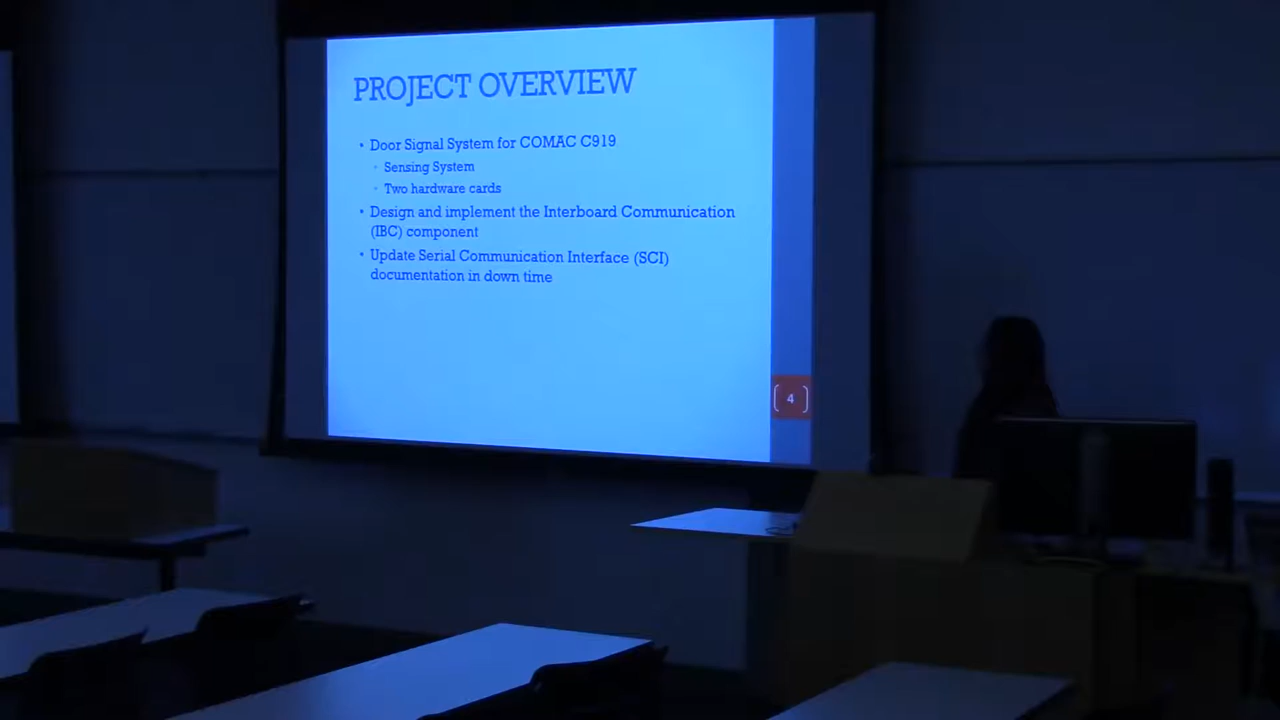 PROJECT OVERVIEW
• Door Signal System for COMAC C919
• Sensing System
• Two hardware cards
• Design and implement the Interboard Communication
(IBC) component
• Update Serial Communication Interface (SCI)
documentation in down time
[4]